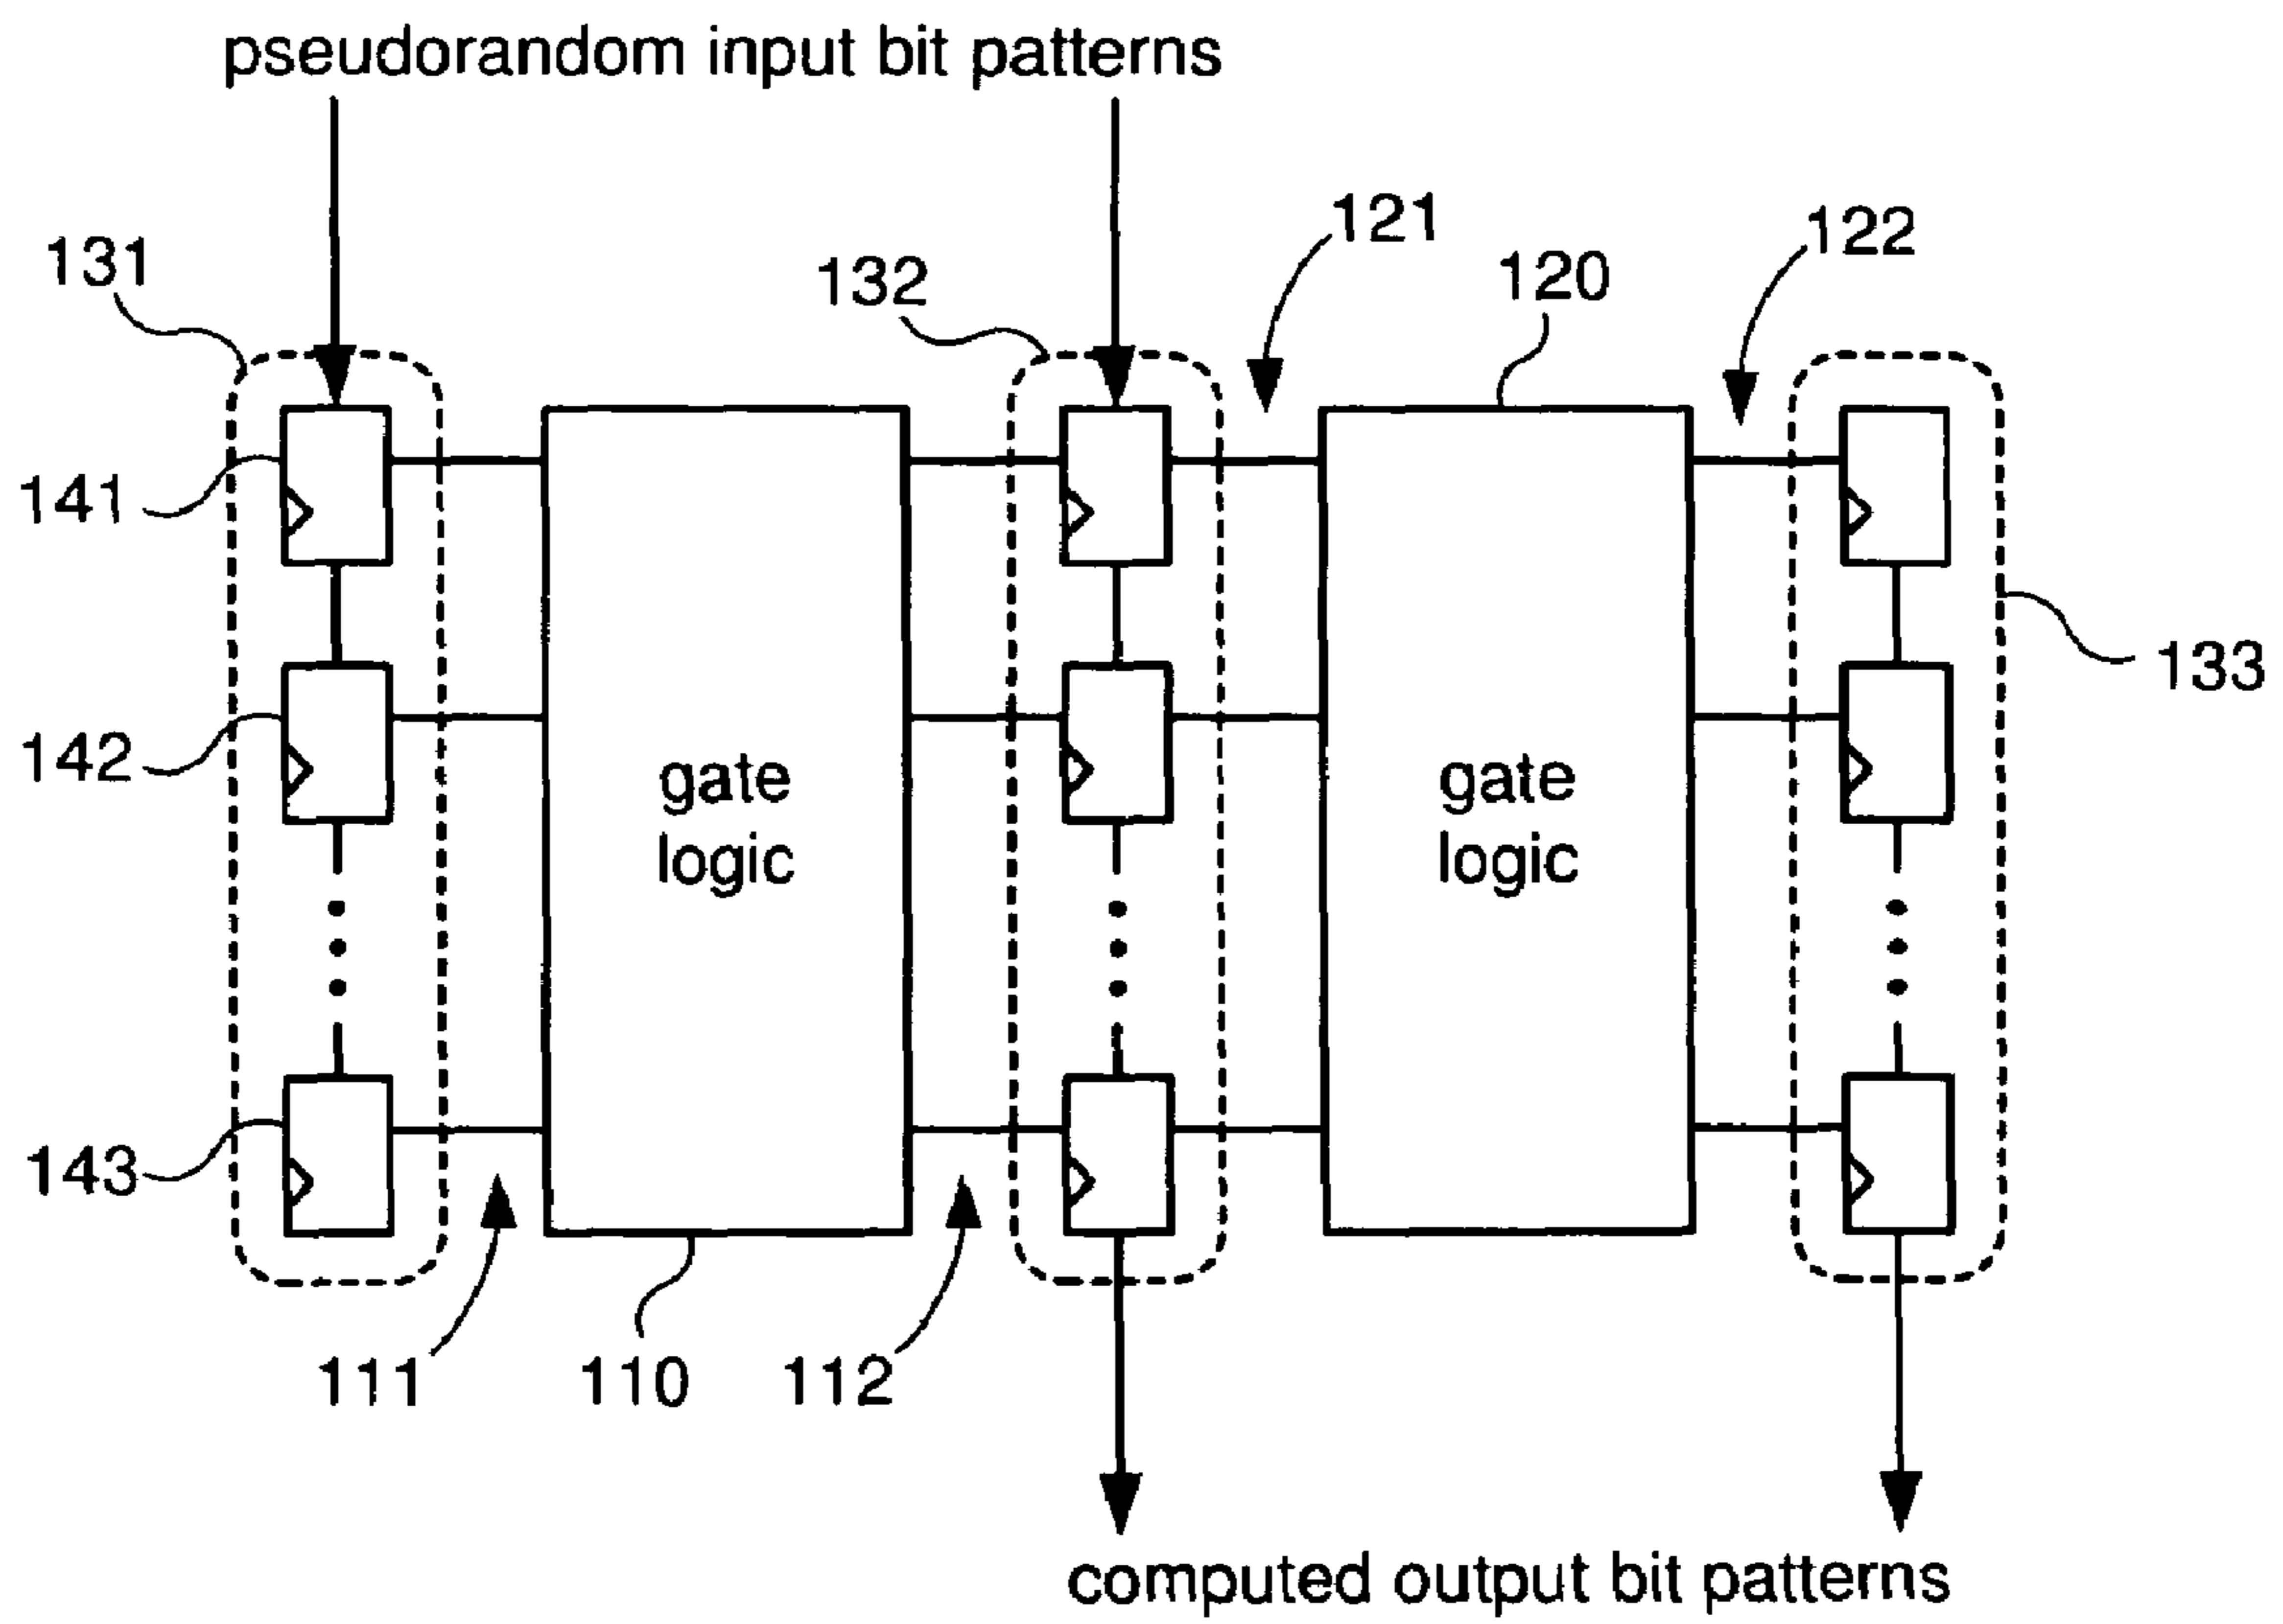 pseudorandom input bit patterns
121
122
131
132
120
141
133
142
gate
logic
gate
logic
143
111
110
112
computed output bit patterns